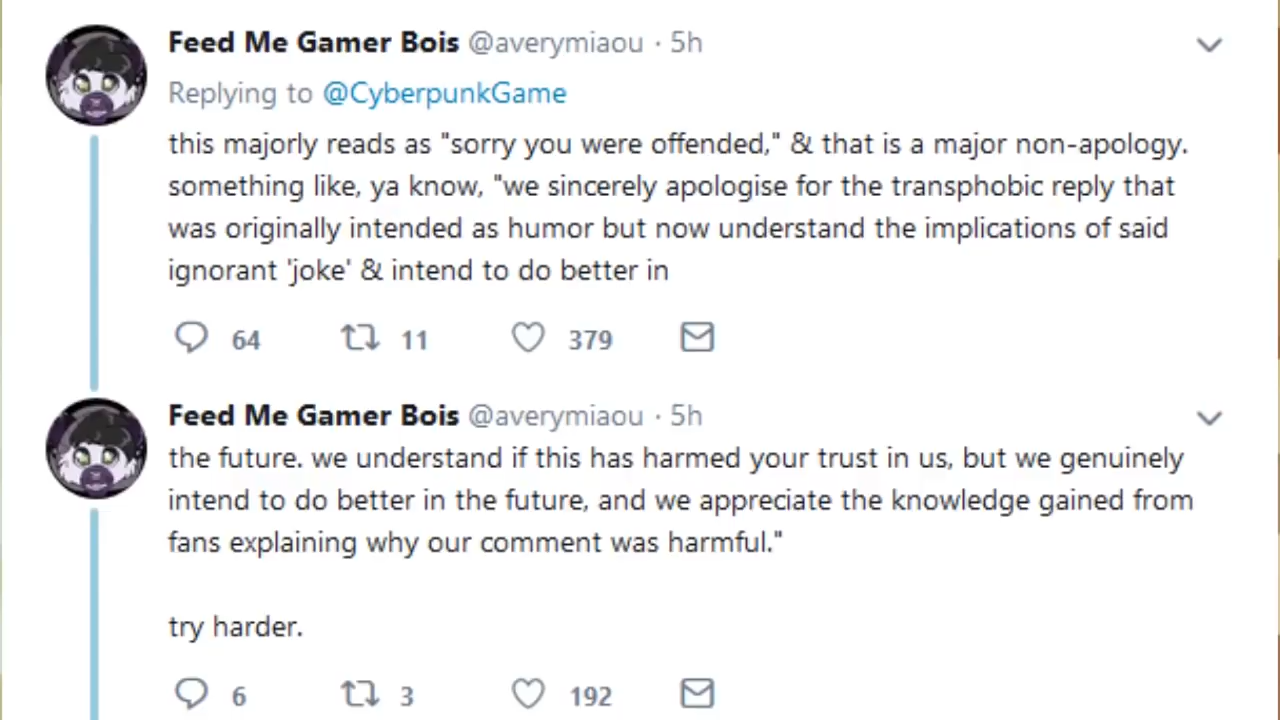 Feed Me Gamer Bois @averymiaou · 5h
Replying to @CyberpunkGame
this majorly reads as "sorry you were offended," & that is a major non-apology.
something like, ya know, "we sincerely apologise for the transphobic reply that
was originally intended as humor but now understand the implications of said
ignorant 'joke' & intend to do better in
64 11 379
Feed Me Gamer Bois @averymiaou · 5h
the future. we understand if this has harmed your trust in us, but we genuinely
intend to do better in the future, and we appreciate the knowledge gained from
fans explaining why our comment was harmful."
try harder.
6 3 192